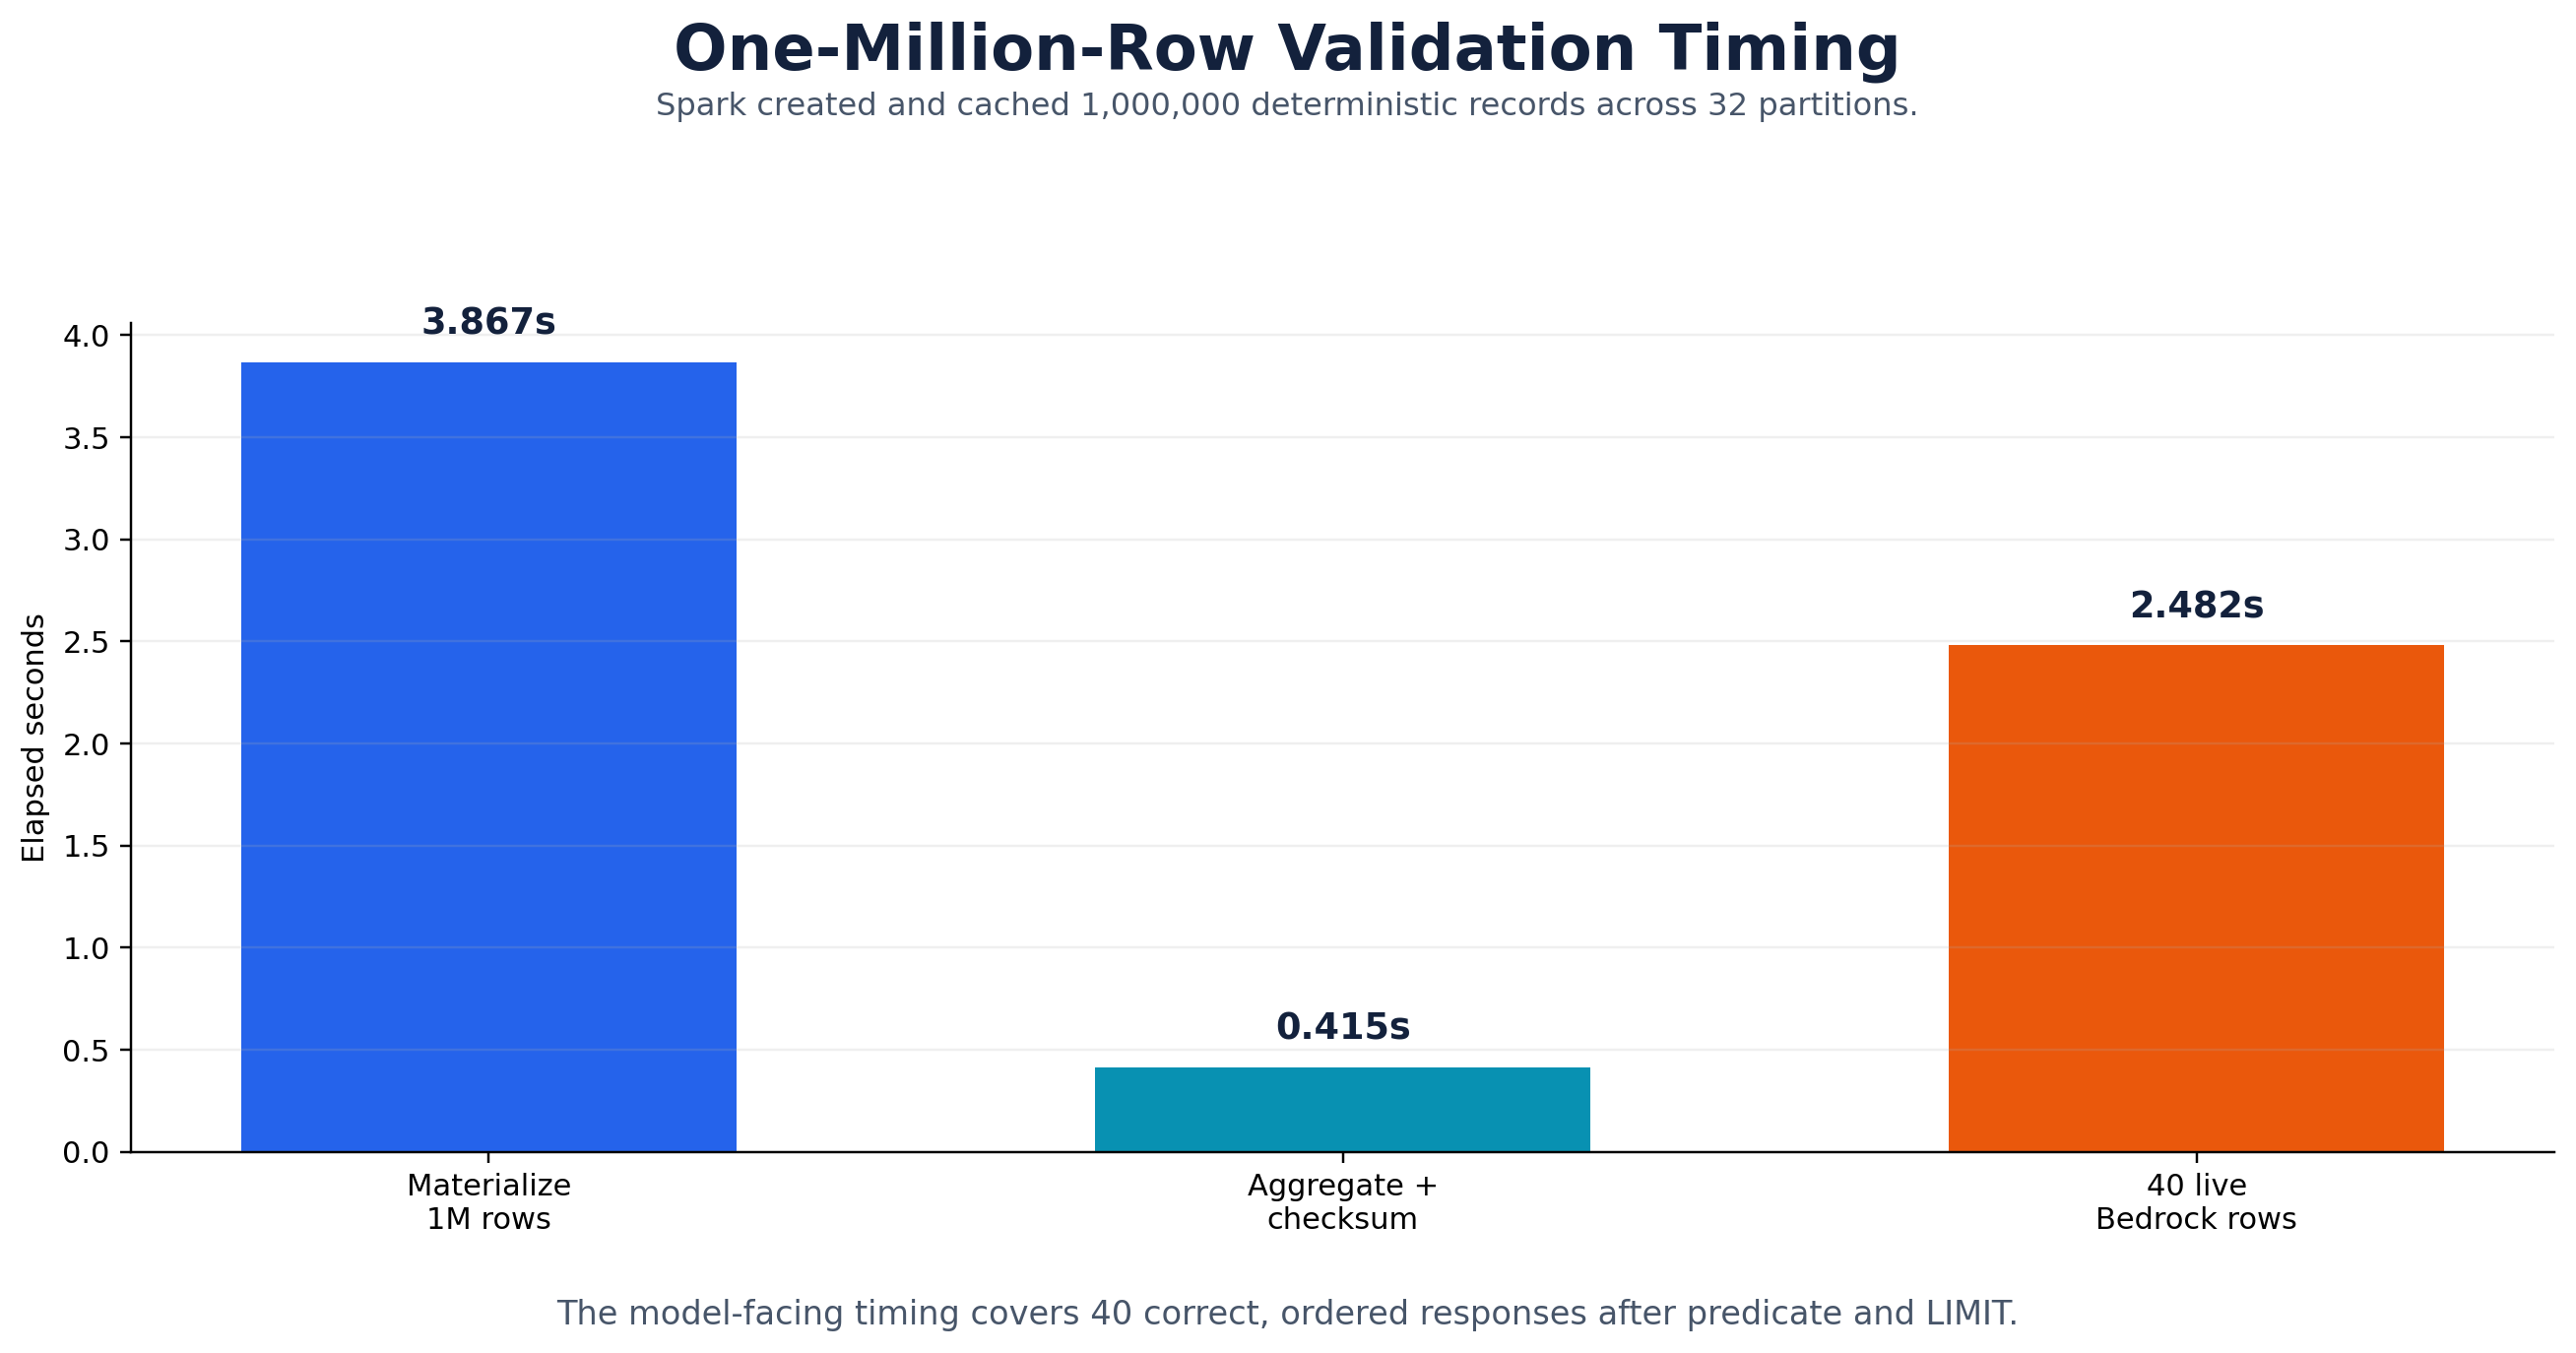 One-Million-Row Validation Timing
Spark created and cached 1,000,000 deterministic records across 32 partitions.
3.867s
4.0
3.5
3.0
2.482s
2.5
2.0
1.5
1.0
0.415s
0.5
0.0
Elapsed seconds
Materialize
1M rows
Aggregate +
checksum
40 live
Bedrock rows
The model-facing timing covers 40 correct, ordered responses after predicate and LIMIT.